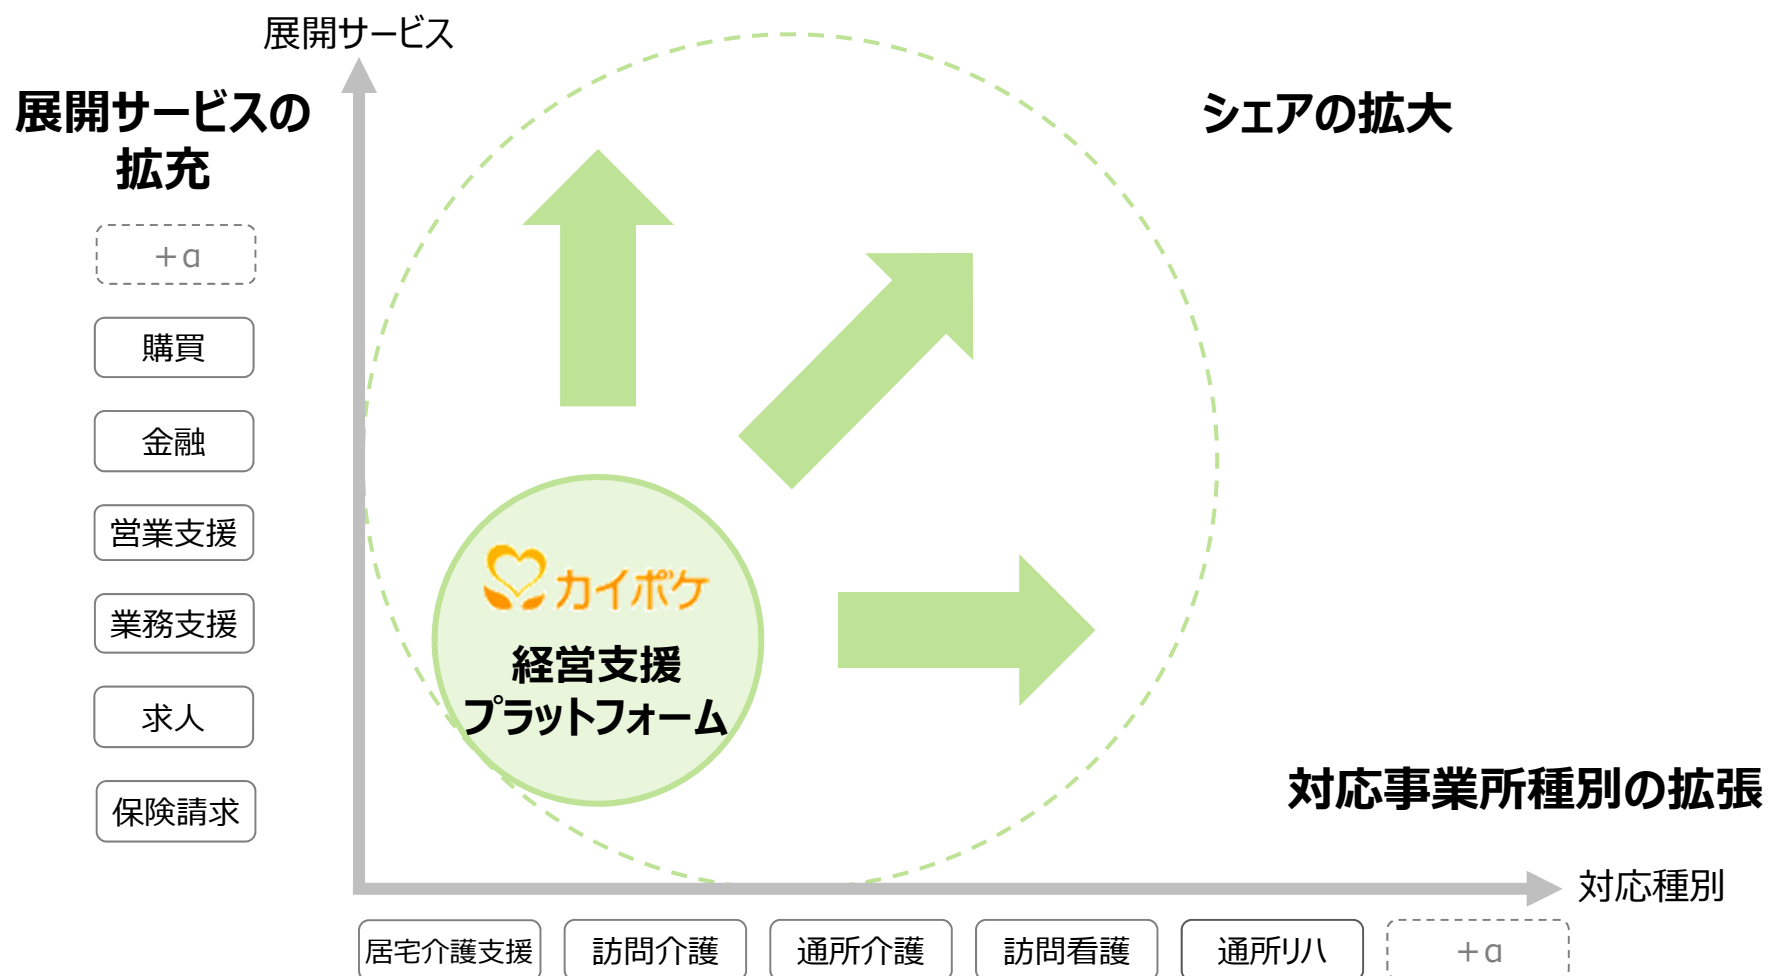 展開サービス
展開サービスの
拡充
シェアの拡大
+α
購買
金融
営業支援
業務支援
求人
保険請求
カイポケ
経営支援
プラットフォーム
対応事業所種別の拡張
対応種別
居宅介護支援
訪問介護
通所介護
訪問看護
通所リハ
+α